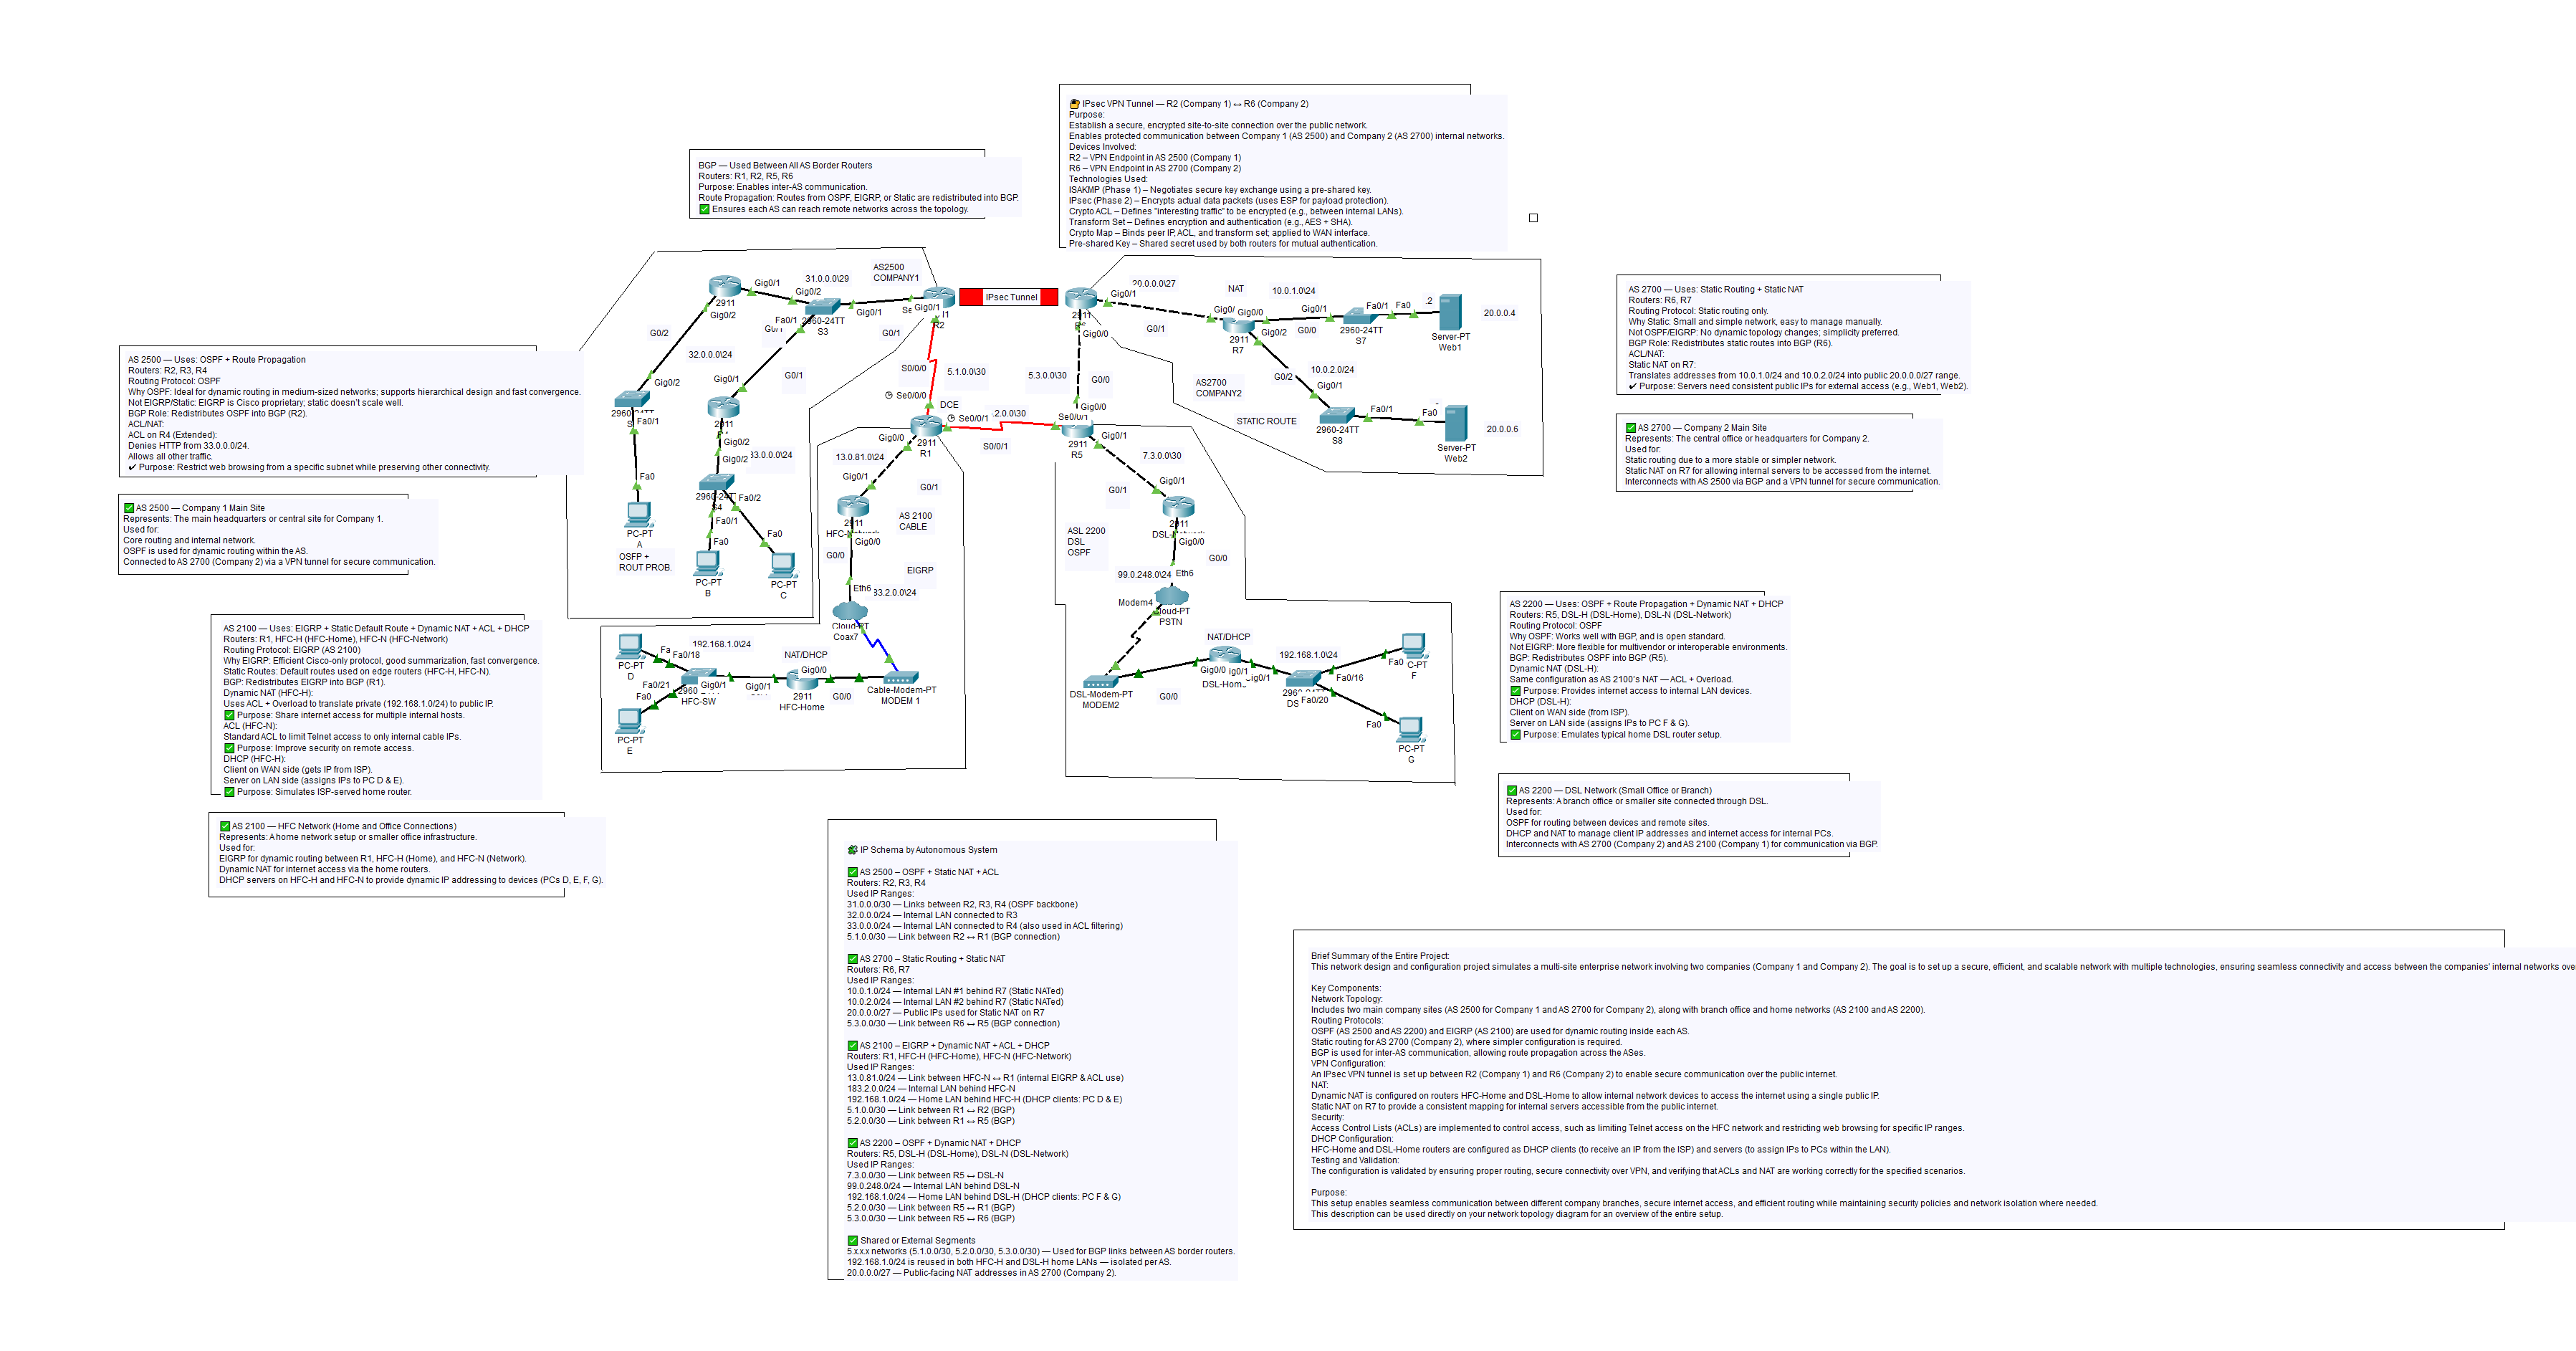 🔐 IPsec VPN Tunnel — R2 (Company 1) ↔ R6 (Company 2)
Purpose:
Establish a secure, encrypted site-to-site connection over the public network.
Enables protected communication between Company 1 (AS 2500) and Company 2 (AS 2700) internal networks.
Devices Involved:
R2 – VPN Endpoint in AS 2500 (Company 1)
R6 – VPN Endpoint in AS 2700 (Company 2)
Technologies Used:
ISAKMP (Phase 1) – Negotiates secure key exchange using a pre-shared key.
IPsec (Phase 2) – Encrypts actual data packets (uses ESP for payload protection).
Crypto ACL – Defines "interesting traffic" to be encrypted (e.g., between internal LANs).
Transform Set – Defines encryption and authentication (e.g., AES + SHA).
Crypto Map – Binds peer IP, ACL, and transform set; applied to WAN interface.
Pre-shared Key – Shared secret used by both routers for mutual authentication.
BGP — Used Between All AS Border Routers
Routers: R1, R2, R5, R6
Purpose: Enables inter-AS communication.
Route Propagation: Routes from OSPF, EIGRP, or Static are redistributed into BGP.
✅ Ensures each AS can reach remote networks across the topology.
AS 2500 — Uses: OSPF + Route Propagation
Routers: R2, R3, R4
Routing Protocol: OSPF
Why OSPF: Ideal for dynamic routing in medium-sized networks; supports hierarchical design and fast convergence.
Not EIGRP/Static: EIGRP is Cisco proprietary; static doesn't scale well.
BGP Role: Redistributes OSPF into BGP (R2).
ACL/NAT:
ACL on R4 (Extended):
Denies HTTP from 33.0.0.0/24.
Allows all other traffic.
✔ Purpose: Restrict web browsing from a specific subnet while preserving other connectivity.
✅ AS 2500 — Company 1 Main Site
Represents: The main headquarters or central site for Company 1.
Used for:
Core routing and internal network.
OSPF is used for dynamic routing within the AS.
Connected to AS 2700 (Company 2) via a VPN tunnel for secure communication.
AS 2100 — Uses: EIGRP + Static Default Route + Dynamic NAT + ACL + DHCP
Routers: R1, HFC-H (HFC-Home), HFC-N (HFC-Network)
Routing Protocol: EIGRP (AS 2100)
Why EIGRP: Efficient Cisco-only protocol, good summarization, fast convergence.
Static Routes: Default routes used on edge routers (HFC-H, HFC-N).
BGP: Redistributes EIGRP into BGP (R1).
Dynamic NAT (HFC-H):
Uses ACL + Overload to translate private (192.168.1.0/24) to public IP.
✅ Purpose: Share internet access for multiple internal hosts.
ACL (HFC-N):
Standard ACL to limit Telnet access to only internal cable IPs.
✅ Purpose: Improve security on remote access.
DHCP (HFC-H):
Client on WAN side (gets IP from ISP).
Server on LAN side (assigns IPs to PC D & E).
✅ Purpose: Simulates ISP-served home router.
✅ AS 2100 — HFC Network (Home and Office Connections)
Represents: A home network setup or smaller office infrastructure.
Used for:
EIGRP for dynamic routing between R1, HFC-H (Home), and HFC-N (Network).
Dynamic NAT for internet access via the home routers.
DHCP servers on HFC-H and HFC-N to provide dynamic IP addressing to devices (PCs D, E, F, G).
AS2500
COMPANY1
31.0.0.0\29
2911
Gig0/1
Gig0/2
Gig0/2
2960-24TT
S3
Gig0/1
Gig0/1
R2
G0/1
IPsec Tunnel
G0/2
32.0.0.0\24
Fa0/1
G0/1
Gig0/2
Gig0/1
Fa0/1
Gig0/2
Gig0/2
Fa0
PC-PT
A
OSFP +
ROUT PROB.
Fa0/2
Fa0/1
Fa0
Fa0
PC-PT
B
PC-PT
C
S0/0/0
5.1.0.0\30
Se0/0/0
DCE
Se0/0/1
2911
R1
S0/0/1
5.3.0.0\30
G0/0
Gig0/0
Gig0/0
2911
R5
Gig0/1
Gig0/0
13.0.81.0\24
Gig0/1
G0/1
2911
AS 2100
CABLE
Gig0/0
G0/0
EIGRP
Eth6
Coax7
Cable-Modem-PT
MODEM 1
192.168.1.0\24
NAT/DHCP
PC-PT
D
Fa0/18
Fa0/21
Fa0
HFC-SW
Gig0/1
Gig0/1
Gig0/0
2911
HFC-Home
G0/0
PC-PT
E
20.0.0.0\27
Gig0/1
G0/1
NAT
10.0.1.0\24
Gig0/0
Gig0/1
G0/0
Gig0/2
2911
R7
2960-24TT
S7
Fa0/1
Fa0
.2
Server-PT
Web1
20.0.0.4
10.0.2.0\24
G0/2
Gig0/1
AS2700
COMPANY2
STATIC ROUTE
2960-24TT
S8
Fa0/1
Fa0
Server-PT
Web2
20.0.0.6
7.3.0.0\30
Gig0/1
G0/1
2911
ASL 2200
DSL
OSPF
Gig0/0
G0/0
99.0.248.0\24
Eth6
Modem4
PSTN
DSL-Modem-PT
MODEM2
G0/0
NAT/DHCP
Gig0/0
192.168.1.0\24
Fa0/16
Fa0/20
Fa0
F
Fa0
PC-PT
G
AS 2700 — Uses: Static Routing + Static NAT
Routers: R6, R7
Routing Protocol: Static routing only.
Why Static: Small and simple network, easy to manage manually.
Not OSPF/EIGRP: No dynamic topology changes; simplicity preferred.
BGP Role: Redistributes static routes into BGP (R6).
ACL/NAT:
Static NAT on R7:
Translates addresses from 10.0.1.0/24 and 10.0.2.0/24 into public 20.0.0.0/27 range.
✔ Purpose: Servers need consistent public IPs for external access (e.g., Web1, Web2).
✅ AS 2700 — Company 2 Main Site
Represents: The central office or headquarters for Company 2.
Used for:
Static routing due to a more stable or simpler network.
Static NAT on R7 for allowing internal servers to be accessed from the internet.
Interconnects with AS 2500 via BGP and a VPN tunnel for secure communication.
AS 2200 — Uses: OSPF + Route Propagation + Dynamic NAT + DHCP
Routers: R5, DSL-H (DSL-Home), DSL-N (DSL-Network)
Routing Protocol: OSPF
Why OSPF: Works well with BGP, and is open standard.
Not EIGRP: More flexible for multivendor or interoperable environments.
BGP: Redistributes OSPF into BGP (R5).
Dynamic NAT (DSL-H):
Same configuration as AS 2100's NAT — ACL + Overload.
✅ Purpose: Provides internet access to internal LAN devices.
DHCP (DSL-H):
Client on WAN side (from ISP).
Server on LAN side (assigns IPs to PC F & G).
✅ Purpose: Emulates typical home DSL router setup.
✅ AS 2200 — DSL Network (Small Office or Branch)
Represents: A branch office or smaller site connected through DSL.
Used for:
OSPF for routing between devices and remote sites.
DHCP and NAT to manage client IP addresses and internet access for internal PCs.
Interconnects with AS 2700 (Company 2) and AS 2100 (Company 1) for communication via BGP.
🧩 IP Schema by Autonomous System
✅ AS 2500 – OSPF + Static NAT + ACL
Routers: R2, R3, R4
Used IP Ranges:
31.0.0.0/30 — Links between R2, R3, R4 (OSPF backbone)
32.0.0.0/24 — Internal LAN connected to R3
33.0.0.0/24 — Internal LAN connected to R4 (also used in ACL filtering)
5.1.0.0/30 — Link between R2 ↔ R1 (BGP connection)
✅ AS 2700 – Static Routing + Static NAT
Routers: R6, R7
Used IP Ranges:
10.0.1.0/24 — Internal LAN #1 behind R7 (Static NATed)
10.0.2.0/24 — Internal LAN #2 behind R7 (Static NATed)
20.0.0.0/27 — Public IPs used for Static NAT on R7
5.3.0.0/30 — Link between R6 ↔ R5 (BGP connection)
✅ AS 2100 – EIGRP + Dynamic NAT + ACL + DHCP
Routers: R1, HFC-H (HFC-Home), HFC-N (HFC-Network)
Used IP Ranges:
13.0.81.0/24 — Link between HFC-N ↔ R1 (internal EIGRP & ACL use)
183.2.0.0/24 — Internal LAN behind HFC-N
192.168.1.0/24 — Home LAN behind HFC-H (DHCP clients: PC D & E)
5.1.0.0/30 — Link between R1 ↔ R2 (BGP)
5.2.0.0/30 — Link between R1 ↔ R5 (BGP)
✅ AS 2200 – OSPF + Dynamic NAT + DHCP
Routers: R5, DSL-H (DSL-Home), DSL-N (DSL-Network)
Used IP Ranges:
7.3.0.0/30 — Link between R5 ↔ DSL-N
99.0.248.0/24 — Internal LAN behind DSL-N
192.168.1.0/24 — Home LAN behind DSL-H (DHCP clients: PC F & G)
5.2.0.0/30 — Link between R5 ↔ R1 (BGP)
5.3.0.0/30 — Link between R5 ↔ R6 (BGP)
✅ Shared or External Segments
5.x.x.x networks (5.1.0.0/30, 5.2.0.0/30, 5.3.0.0/30) — Used for BGP links between AS border routers.
192.168.1.0/24 is reused in both HFC-H and DSL-H home LANs — isolated per AS.
20.0.0.0/27 — Public-facing NAT addresses in AS 2700 (Company 2).
Brief Summary of the Entire Project:
This network design and configuration project simulates a multi-site enterprise network involving two companies (Company 1 and Company 2). The goal is to set up a secure, efficient, and scalable network with multiple technologies, ensuring seamless connectivity and access between the companies' internal networks
Key Components:
Network Topology:
Includes two main company sites (AS 2500 for Company 1 and AS 2700 for Company 2), along with branch office and home networks (AS 2100 and AS 2200).
Routing Protocols:
OSPF (AS 2500 and AS 2200) and EIGRP (AS 2100) are used for dynamic routing inside each AS.
Static routing for AS 2700 (Company 2), where simpler configuration is required.
BGP is used for inter-AS communication, allowing route propagation across the ASes.
VPN Configuration:
An IPsec VPN tunnel is set up between R2 (Company 1) and R6 (Company 2) to enable secure communication over the public internet.
NAT:
Dynamic NAT is configured on routers HFC-Home and DSL-Home to allow internal network devices to access the internet using a single public IP.
Static NAT on R7 to provide a consistent mapping for internal servers accessible from the public internet.
Security:
Access Control Lists (ACLs) are implemented to control access, such as limiting Telnet access on the HFC network and restricting web browsing for specific IP ranges.
DHCP Configuration:
HFC-Home and DSL-Home routers are configured as DHCP clients (to receive an IP from the ISP) and servers (to assign IPs to PCs within the LAN).
Testing and Validation:
The configuration is validated by ensuring proper routing, secure connectivity over VPN, and verifying that ACLs and NAT are working correctly for the specified scenarios.
Purpose:
This setup enables seamless communication between different company branches, secure internet access, and efficient routing while maintaining security policies and network isolation where needed.
This description can be used directly on your network topology diagram for an overview of the entire setup.